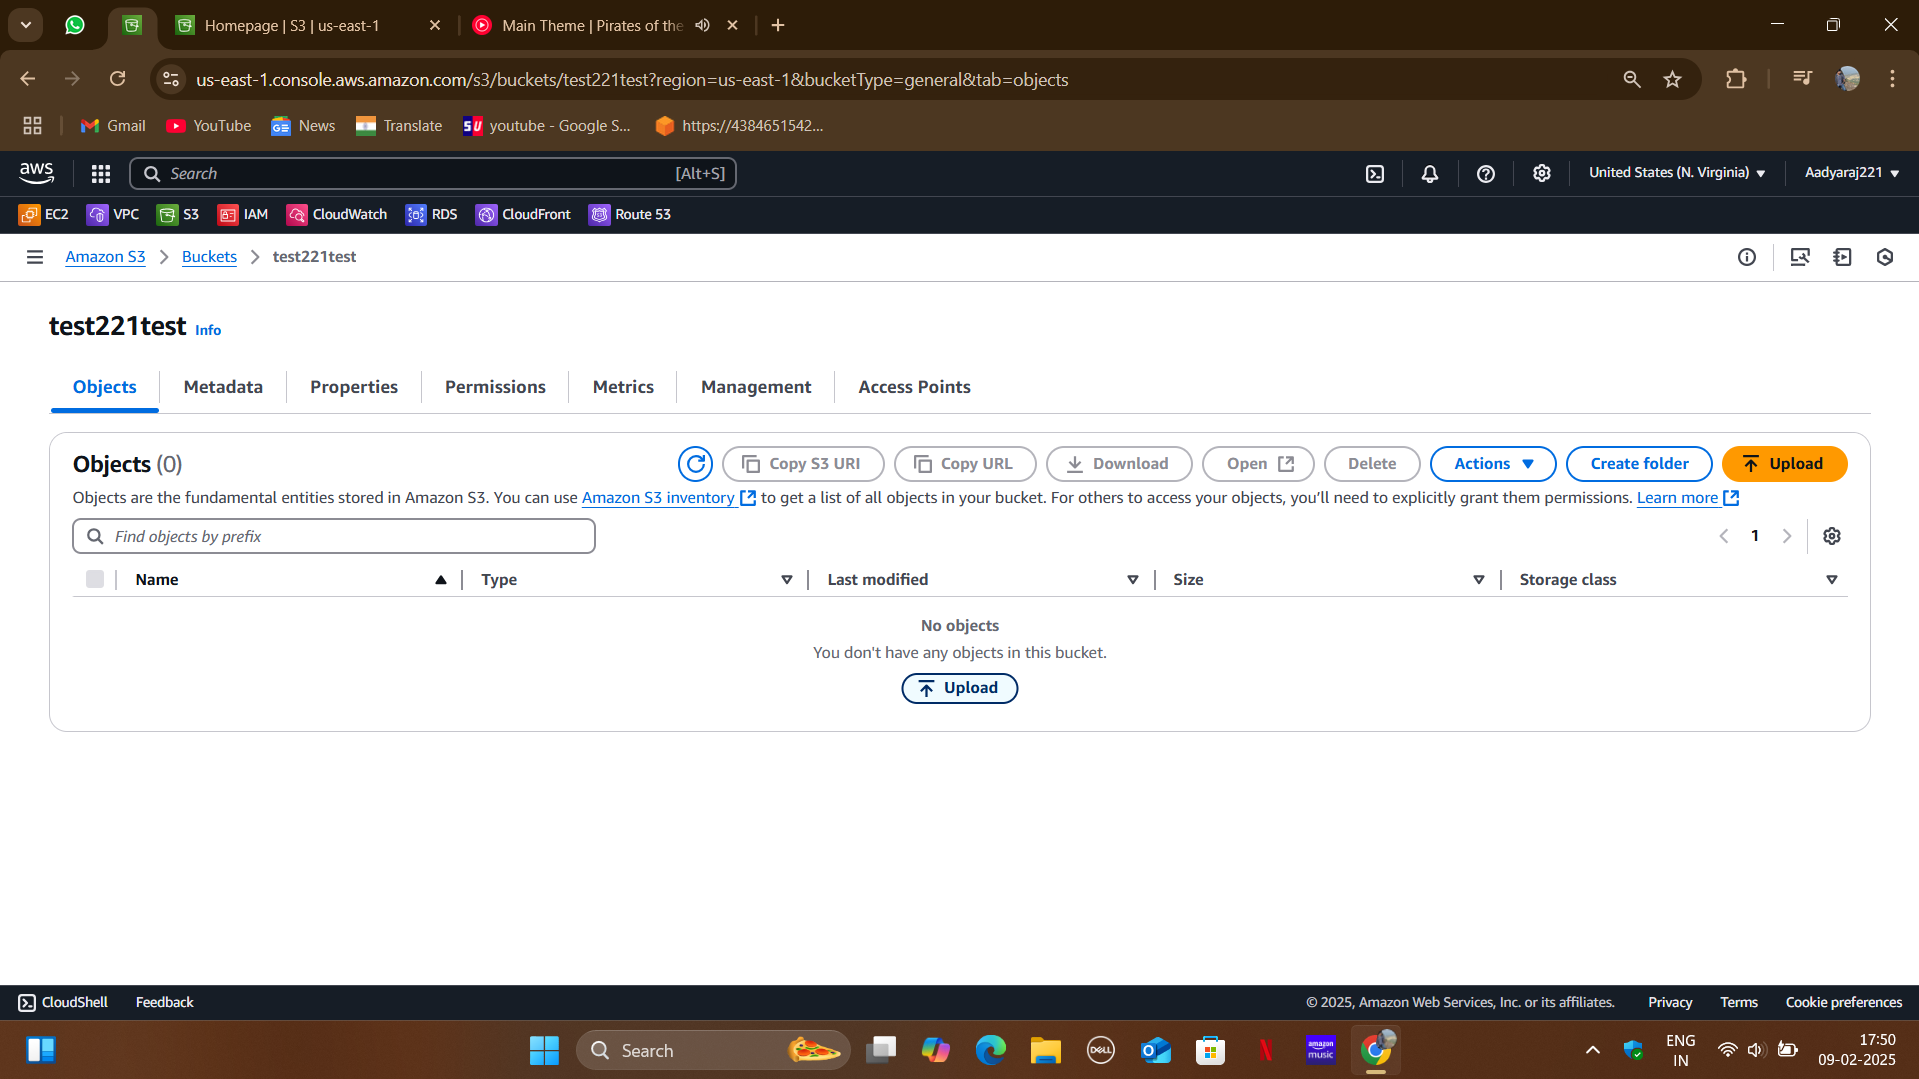 Homepage | S3 | us-east-1
Main Theme | Pirates of the
us-east-1.console.aws.amazon.com/s3/buckets/test221test?region=us-east-1&bucketType=general&tab=objects
Gmail
YouTube
News
Translate
SU
youtube - Google S...
https://4384651542...
aws
Search
[Alt+S]
United States (N. Virginia)
Aadyaraj221
EC2
VPC
S3
IAM
CloudWatch
RDS
CloudFront
Route 53
Amazon S3
Buckets
test221test
test221test Info
Objects
Metadata
Properties
Permissions
Metrics
Management
Access Points
Objects (0)
Copy S3 URI
Copy URL
Download
Open
Delete
Actions
Create folder
Upload
Objects are the fundamental entities stored in Amazon S3. You can use Amazon S3 inventory to get a list of all objects in your bucket. For others to access your objects, you'll need to explicitly grant them permissions. Learn more
Find objects by prefix
1
Name
Type
Last modified
Size
Storage class
No objects
You don't have any objects in this bucket.
Upload
CloudShell
Feedback
© 2025, Amazon Web Services, Inc. or its affiliates.
Privacy
Terms
Cookie preferences
Search
DELL
amazon
music
ENG
IN
17:50
09-02-2025